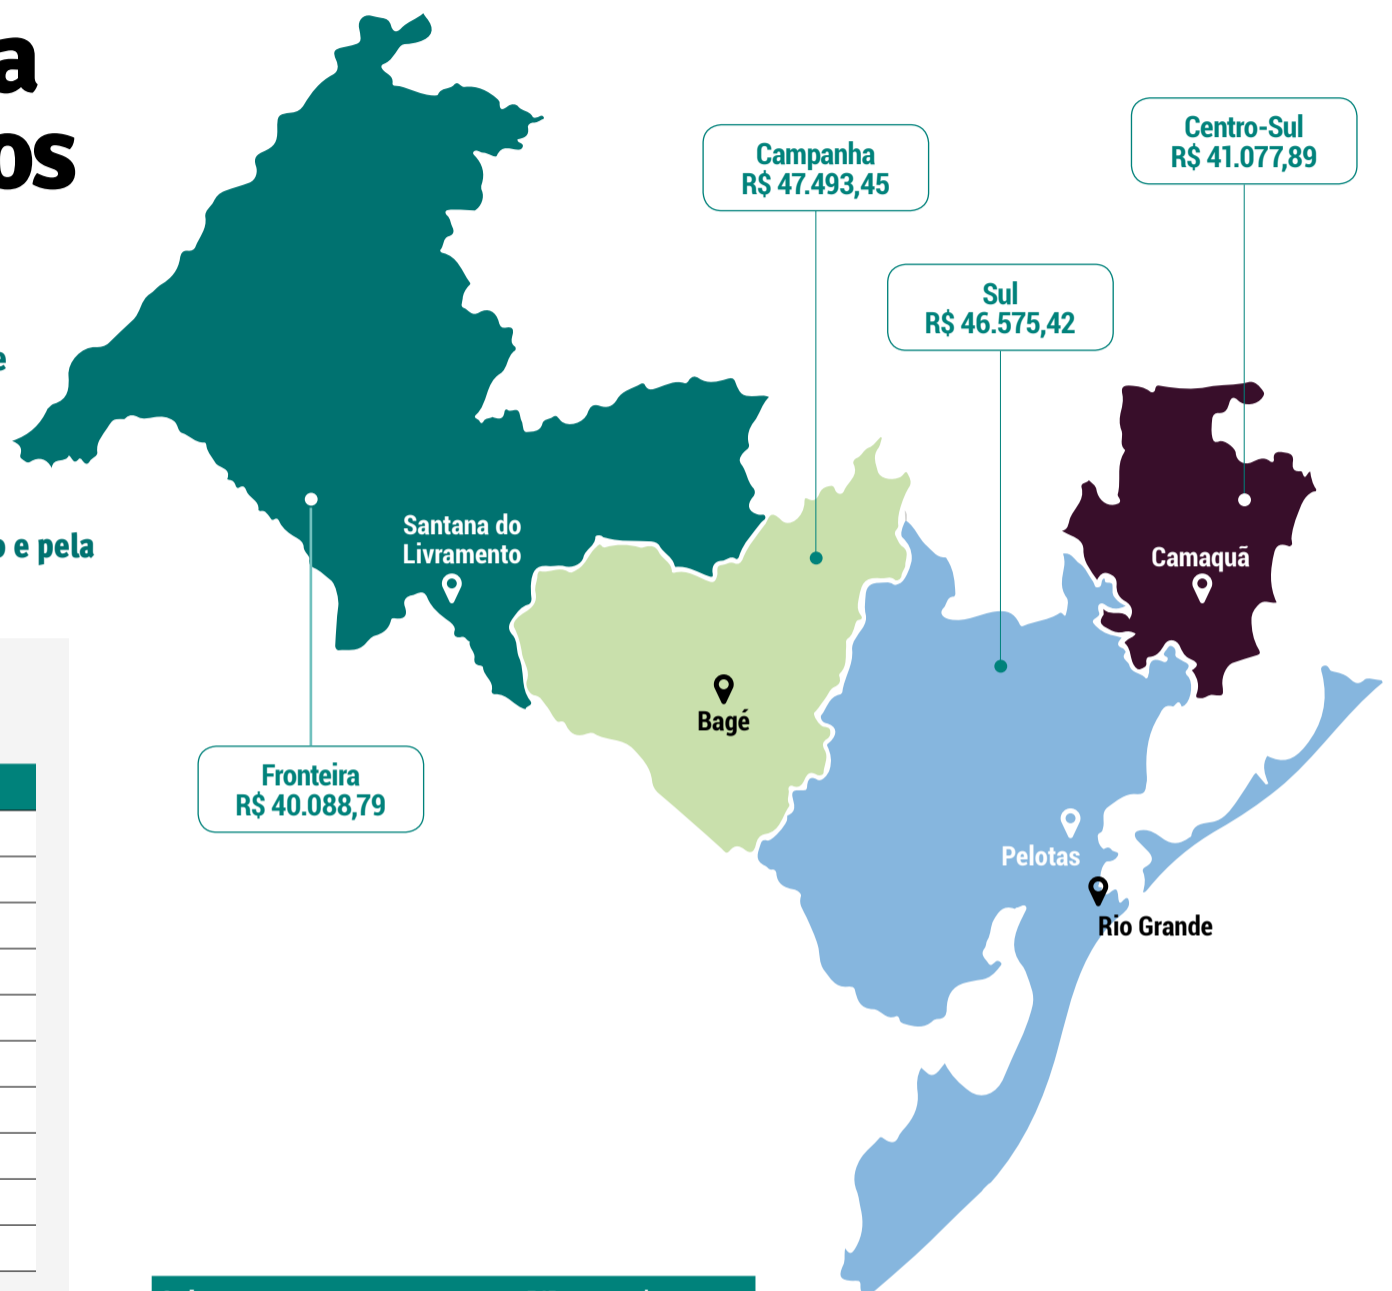 a
os
e
o e pela
Campanha
R$ 47.493,45
Centro-Sul
R$ 41.077,89
Sul
R$ 46.575,42
Santana do
Livramento
Camaquã
Bagé
Fronteira
R$ 40.088,79
Pelotas
Rio Grande